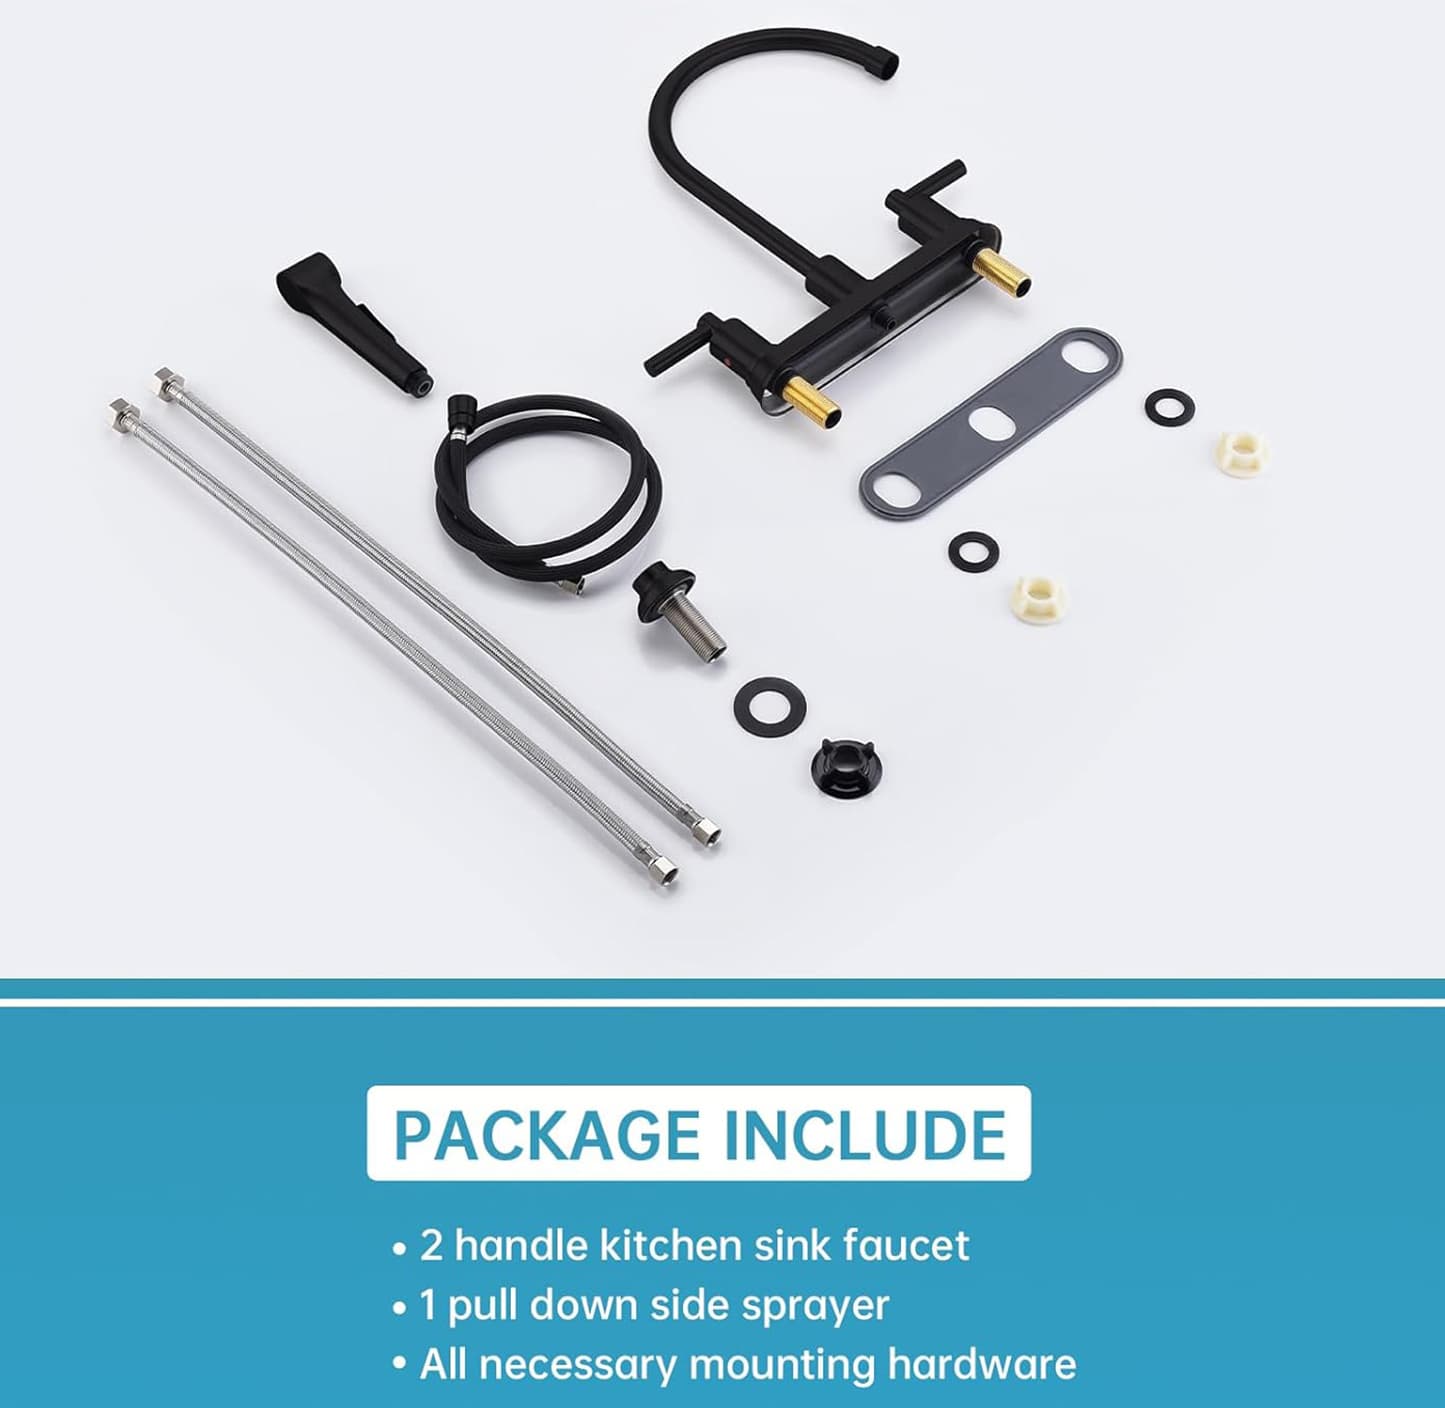 PACKAGE INCLUDE
• 2 handle kitchen sink faucet
• 1 pull down side sprayer
• All necessary mounting hardware